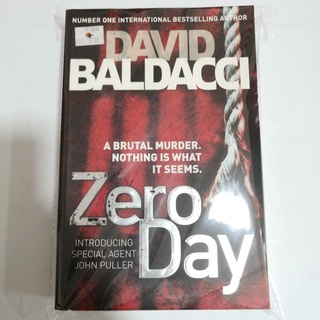 NUMBER ONE INTERNATIONAL BESTSELLING AUTHOR
DAVID
BALDACCI
A BRUTAL MURDER.
NOTHING IS WHAT
IT SEEMS.
Zero
Day
INTRODUCING
SPECIAL AGENT
JOHN PULLER